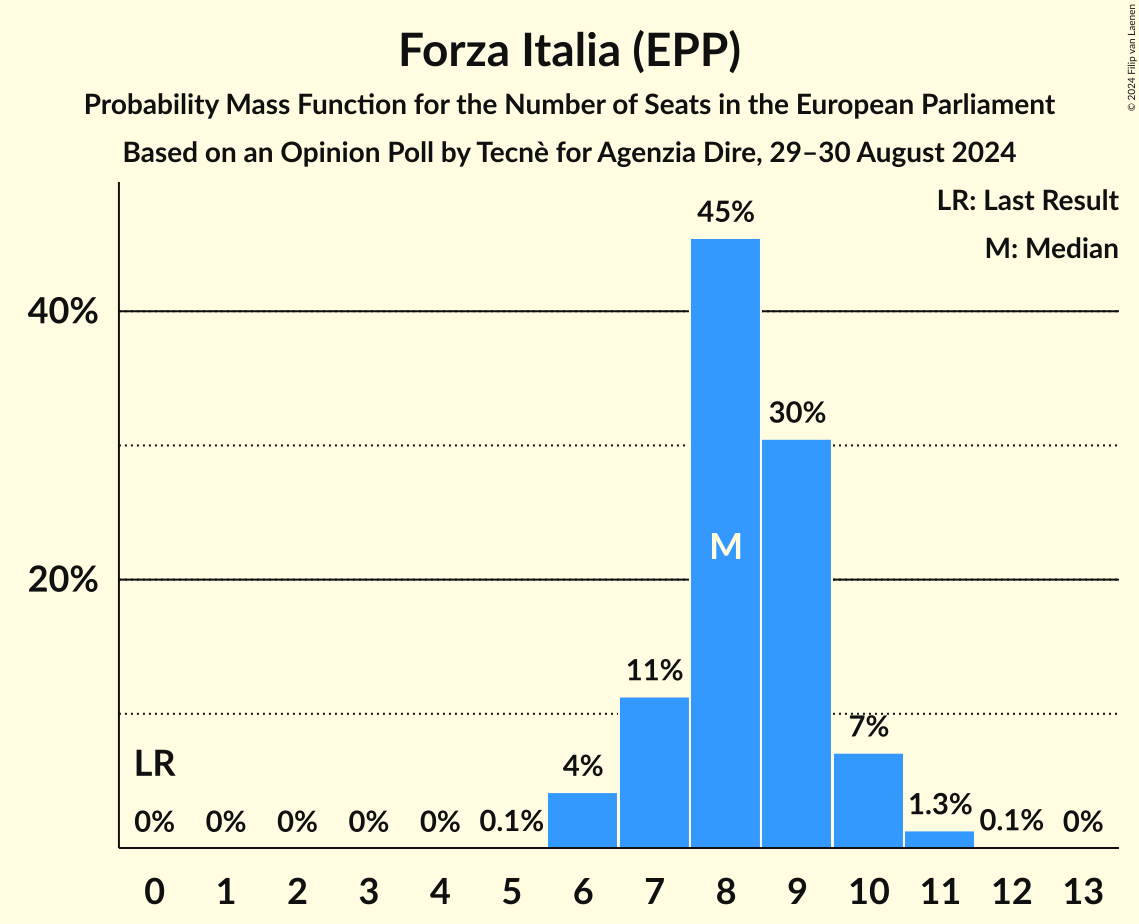 Forza Italia (EPP)
Probability Mass Function for the Number of Seats in the European Parliament
Based on an Opinion Poll by Tecnè for Agenzia Dire, 29–30 August 2024
© 2024 Filip van Laenen
LR: Last Result
M: Median
45%
40%
30%
M
20%
11%
7%
LR
4%
1.3%
0% 0% 0% 0% 0% 0.1% 0.1% 0%
0 1 2 3 4 5 6 7 8 9 10 11 12 13